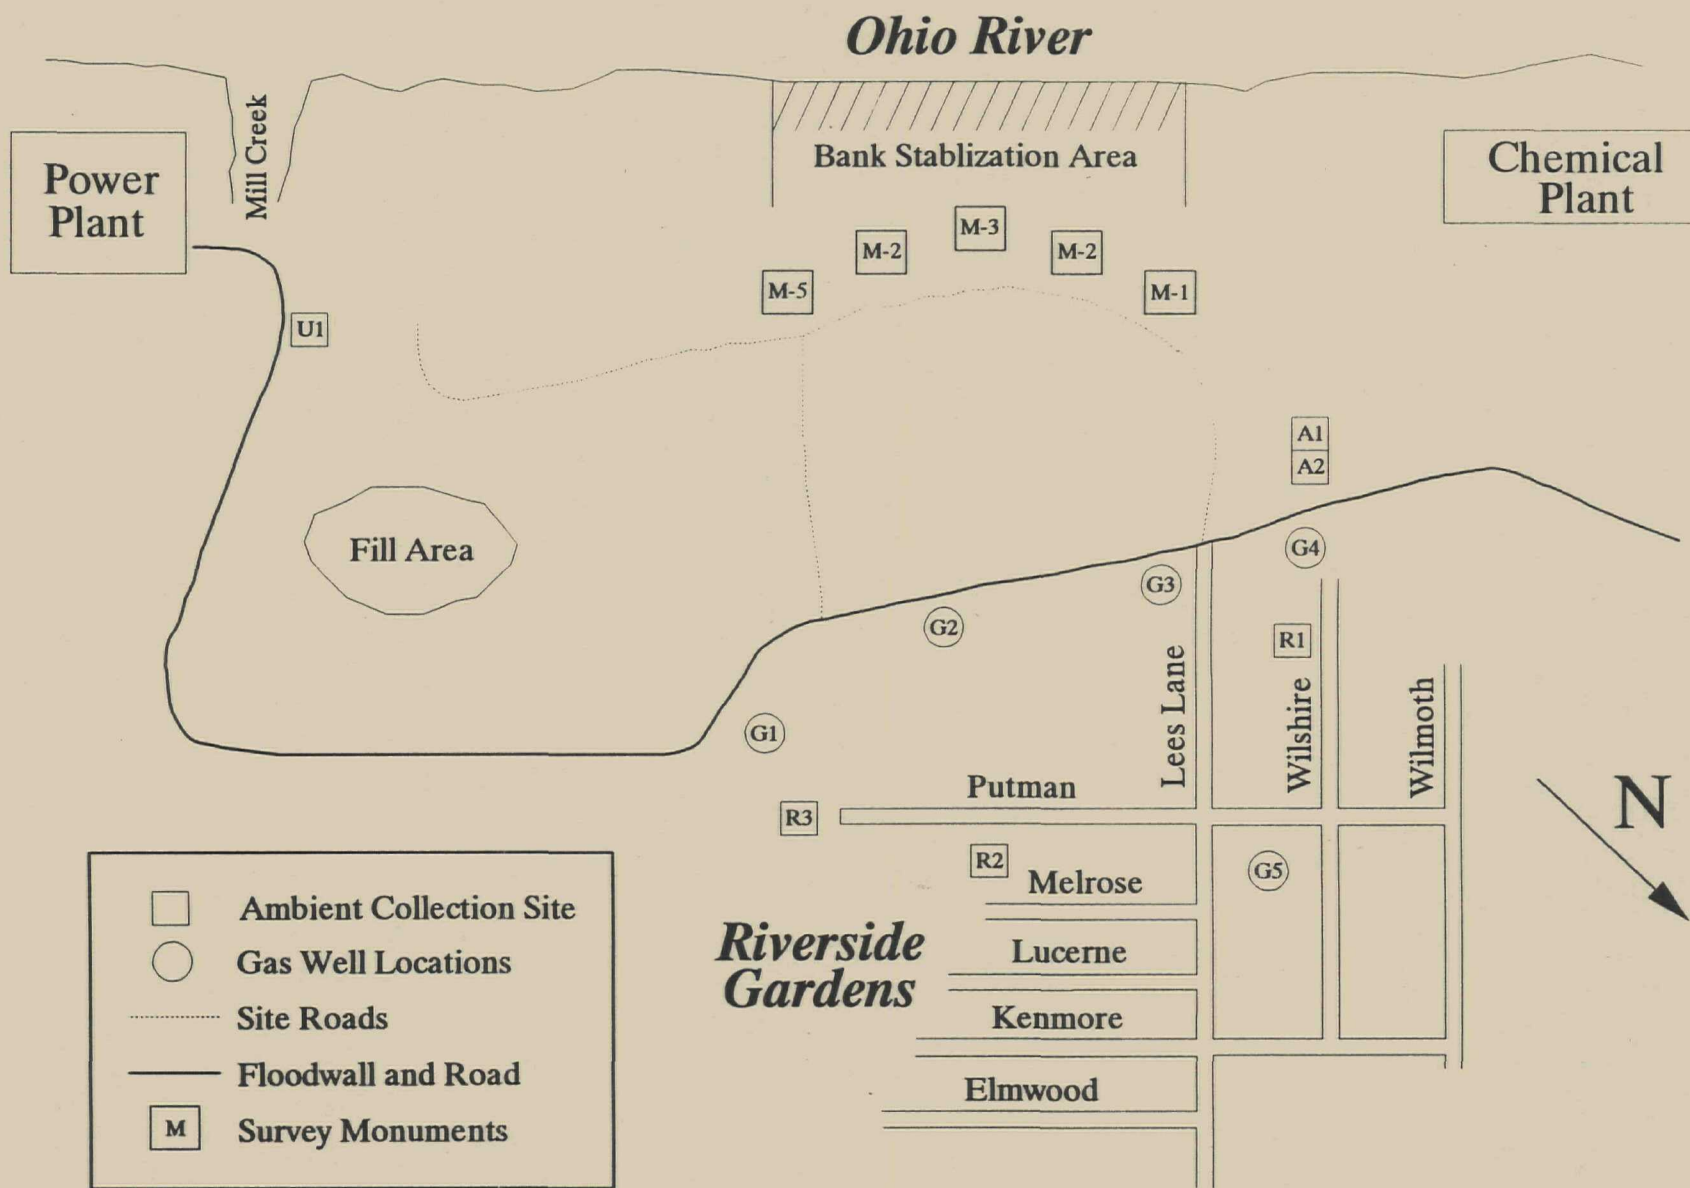 Ohio River
Mill Creek
Power
Plant
Bank Stablization Area
Chemical
Plant
M-3
M-2
M-2
M-5
M-1
U1
A1
A2
Fill Area
G4
G3
G2
R1
G1
Lees Lane
Wilshire
Wilmoth
Putman
N
R3
R2
G5
Melrose
Riverside
Gardens
Lucerne
Kenmore
Elmwood
Ambient Collection Site
Gas Well Locations
Site Roads
Floodwall and Road
M Survey Monuments